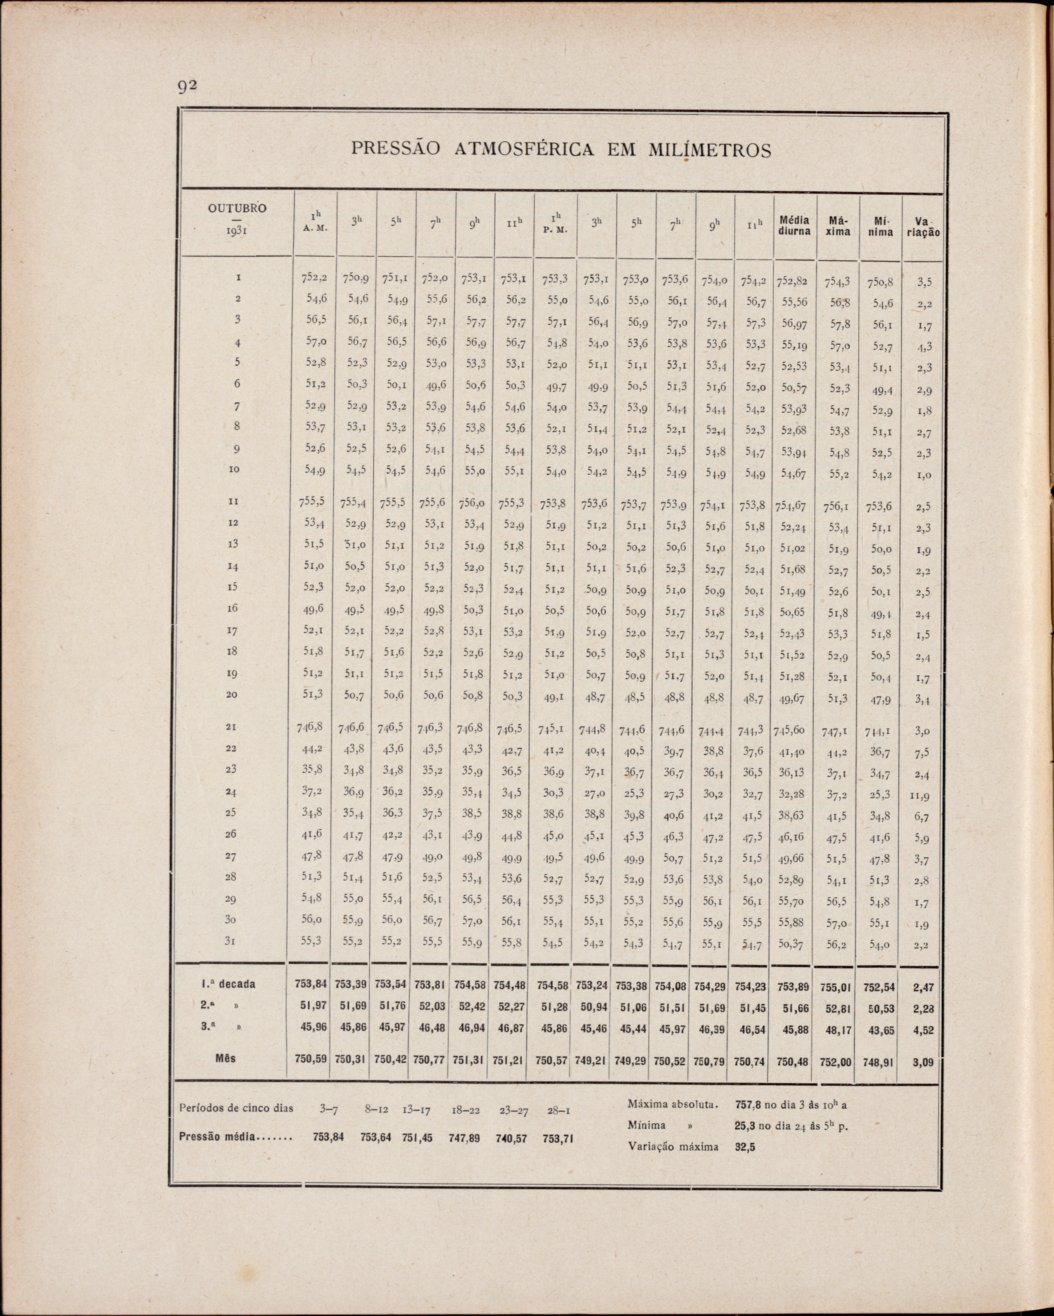 92
PRESSÃO ATMOSFÉRICA EM MILÍMETROS
OUTUBRO — 1931 1h A. M. 3h 5h 7h 9h 11h 1h P. M. 3h 5h 7h 9h 11h Média diurna Má-xima Mí-nima Va-riação
1 752,2 750,9 751,1 752,0 753,1 753,1 753,3 753,1 753,0 753,6 754,0 754,2 752,82 754,3 750,8 3,5
2 54,6 54,6 54,9 55,6 56,2 56,2 55,0 54,6 55,0 56,1 56,4 56,7 55,56 56,8 54,6 2,2
3 56,5 56,1 56,4 57,1 57,7 57,7 57,1 56,4 56,9 57,0 57,4 57,3 56,97 57,8 56,1 1,7
4 57,0 56,7 56,5 56,6 56,9 56,7 54,8 54,0 53,6 53,8 53,6 53,3 55,19 57,0 52,7 4,3
5 52,8 52,3 52,9 53,0 53,3 53,1 52,0 51,1 51,1 53,1 53,4 52,7 52,53 53,4 51,1 2,3
6 51,2 50,3 50,1 49,6 50,6 50,3 49,7 49,9 50,5 51,3 51,6 52,0 50,57 52,3 49,4 2,9
7 52,9 52,9 53,2 53,9 54,6 54,6 54,0 53,7 53,9 54,4 54,4 54,2 53,93 54,7 52,9 1,8
8 53,7 53,1 53,2 53,6 53,8 53,6 52,1 51,4 51,2 52,1 52,4 52,3 52,68 53,8 51,1 2,7
9 52,6 52,5 52,6 54,1 54,5 54,4 53,8 54,0 54,1 54,5 54,8 54,7 53,94 54,8 52,5 2,3
10 54,9 54,5 54,5 54,6 55,0 55,1 54,0 54,2 54,5 54,9 54,9 54,9 54,67 55,2 54,2 1,0
11 755,5 755,4 755,5 755,6 756,0 755,3 753,8 753,6 753,7 753,9 754,1 753,8 754,67 756,1 753,6 2,5
12 53,4 52,9 52,9 53,1 53,4 52,9 51,9 51,2 51,1 51,3 51,6 51,8 52,24 53,4 51,1 2,3
13 51,5 51,0 51,1 51,2 51,9 51,8 51,1 50,2 50,2 50,6 51,0 51,0 51,02 51,9 50,0 1,9
14 51,0 50,5 51,0 51,3 52,0 51,7 51,1 51,1 51,6 52,3 52,7 52,4 51,68 52,7 50,5 2,2
15 52,3 52,0 52,0 52,2 52,3 52,4 51,2 50,9 50,9 51,0 50,9 50,1 51,49 52,6 50,1 2,5
16 49,6 49,5 49,5 49,8 50,3 51,0 50,5 50,6 50,9 51,7 51,8 51,8 50,65 51,8 49,4 2,4
17 52,1 52,1 52,2 52,8 53,1 53,2 51,9 51,9 52,0 52,7 52,7 52,4 52,43 53,3 51,8 1,5
18 51,8 51,7 51,6 52,2 52,6 52,9 51,2 50,5 50,8 51,1 51,3 51,1 51,52 52,9 50,5 2,4
19 51,2 51,1 51,2 51,5 51,8 51,2 51,0 50,7 50,9 51,7 52,0 51,4 51,28 52,1 50,4 1,7
20 51,3 50,7 50,6 50,6 50,8 50,3 49,1 48,7 48,5 48,8 48,8 48,7 49,67 51,3 47,9 3,4
21 746,8 746,6 746,5 746,3 746,8 746,5 745,1 744,8 744,6 744,6 744,4 744,3 745,60 747,1 744,1 3,0
22 44,2 43,8 43,6 43,5 43,3 42,7 41,2 40,4 40,5 39,7 38,8 37,6 41,40 44,2 36,7 7,5
23 35,8 34,8 34,8 35,2 35,9 36,5 36,9 37,1 36,7 36,7 36,4 36,5 36,13 37,1 34,7 2,4
24 37,2 36,9 36,2 35,9 35,4 34,5 30,3 27,0 25,3 27,3 30,2 32,7 32,28 37,2 25,3 11,9
25 34,8 35,4 36,3 37,5 38,5 38,8 38,6 38,8 39,8 40,6 41,2 41,5 38,63 41,5 34,8 6,7
26 41,6 41,7 42,2 43,1 43,9 44,8 45,0 45,1 45,3 46,3 47,2 47,5 46,16 47,5 41,6 5,9
27 47,8 47,8 47,9 49,0 49,8 49,9 49,5 49,6 49,9 50,7 51,2 51,5 49,66 51,5 47,8 3,7
28 51,3 51,4 51,6 52,5 53,4 53,6 52,7 52,7 52,9 53,6 53,8 54,0 52,89 54,1 51,3 2,8
29 54,8 55,0 55,4 56,1 56,5 56,4 55,3 55,3 55,3 55,9 56,1 56,1 55,70 56,5 54,8 1,7
30 56,0 55,9 56,0 56,7 57,0 56,1 55,4 55,1 55,2 55,6 55,9 55,5 55,88 57,0 55,1 1,9
31 55,3 55,2 55,2 55,5 55,9 55,8 54,5 54,2 54,3 54,7 55,1 54,7 50,37 56,2 54,0 2,2
1.ª decada 753,84 753,39 753,54 753,81 754,58 754,48 754,58 753,24 753,38 754,08 754,29 754,23 753,89 755,01 752,54 2,47
2.ª » 51,97 51,69 51,76 52,03 52,42 52,27 51,28 50,94 51,06 51,51 51,69 51,45 51,66 52,81 50,53 2,28
3.ª » 45,96 45,86 45,97 46,48 46,94 46,87 45,86 45,46 45,44 45,97 46,39 46,54 45,88 48,17 43,65 4,52
Mês 750,59 750,31 750,42 750,77 751,31 751,21 750,57 749,21 749,29 750,52 750,79 750,74 750,48 752,00 748,91 3,09
Períodos de cinco dias 3–7 8–12 13–17 18–22 23–27 28–1
Pressão média....... 753,84 753,64 751,45 747,89 740,57 753,71
Máxima absoluta. 757,8 no dia 3 ás 10h a
Mínima » 25,3 no dia 24 ás 5h p.
Variação máxima 32,5